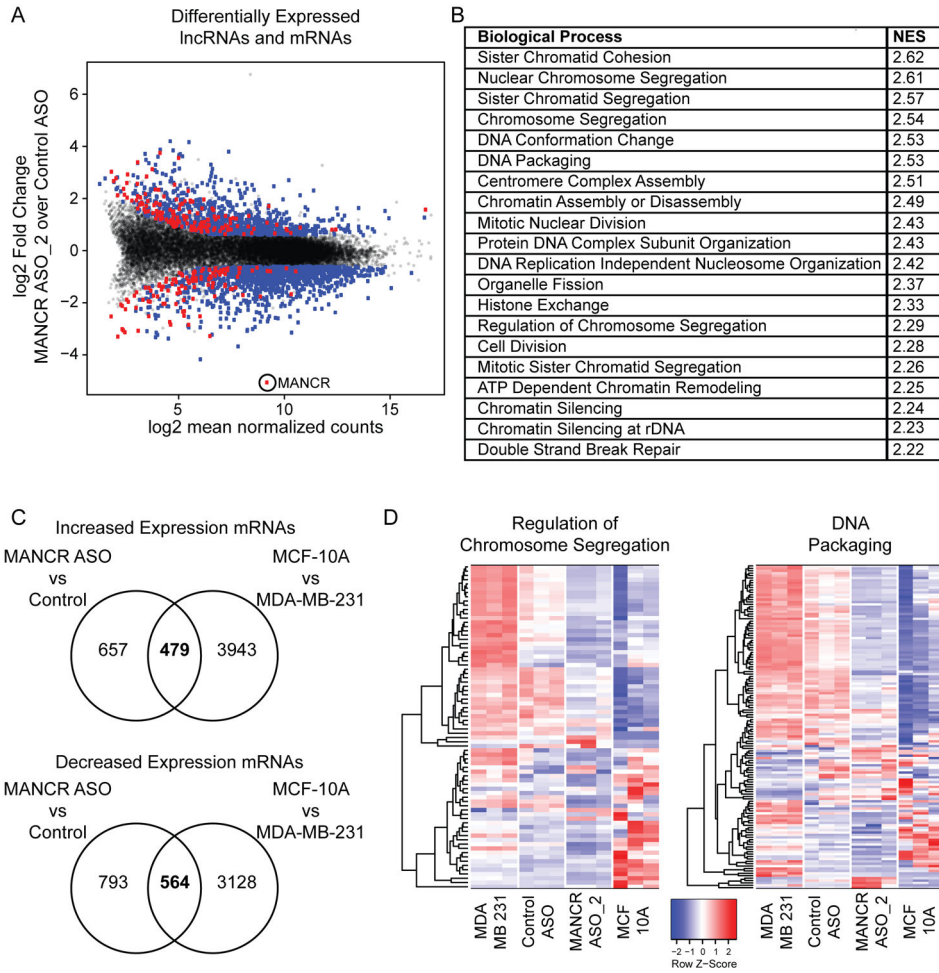 A
Differentially Expressed
lncRNAs and mRNAs
log2 Fold Change
MANCR ASO_2 over Control ASO
6
4
2
0
−2
−4
MANCR
5
10
15
log2 mean normalized counts
B
Biological Process NES
Sister Chromatid Cohesion 2.62
Nuclear Chromosome Segregation 2.61
Sister Chromatid Segregation 2.57
Chromosome Segregation 2.54
DNA Conformation Change 2.53
DNA Packaging 2.53
Centromere Complex Assembly 2.51
Chromatin Assembly or Disassembly 2.49
Mitotic Nuclear Division 2.43
Protein DNA Complex Subunit Organization 2.43
DNA Replication Independent Nucleosome Organization 2.42
Organelle Fission 2.37
Histone Exchange 2.33
Regulation of Chromosome Segregation 2.29
Cell Division 2.28
Mitotic Sister Chromatid Segregation 2.26
ATP Dependent Chromatin Remodeling 2.25
Chromatin Silencing 2.24
Chromatin Silencing at rDNA 2.23
Double Strand Break Repair 2.22
C
Increased Expression mRNAs
MANCR ASO
vs
Control
MCF-10A
vs
MDA-MB-231
657
479
3943
Decreased Expression mRNAs
MANCR ASO
vs
Control
MCF-10A
vs
MDA-MB-231
793
564
3128
D
Regulation of
Chromosome Segregation
MDA
MB 231
Control
ASO
MANCR
ASO_2
MCF
10A
-2 -1 0 1 2
Row Z-Score
DNA
Packaging
MDA
MB 231
Control
ASO
MANCR
ASO_2
MCF
10A